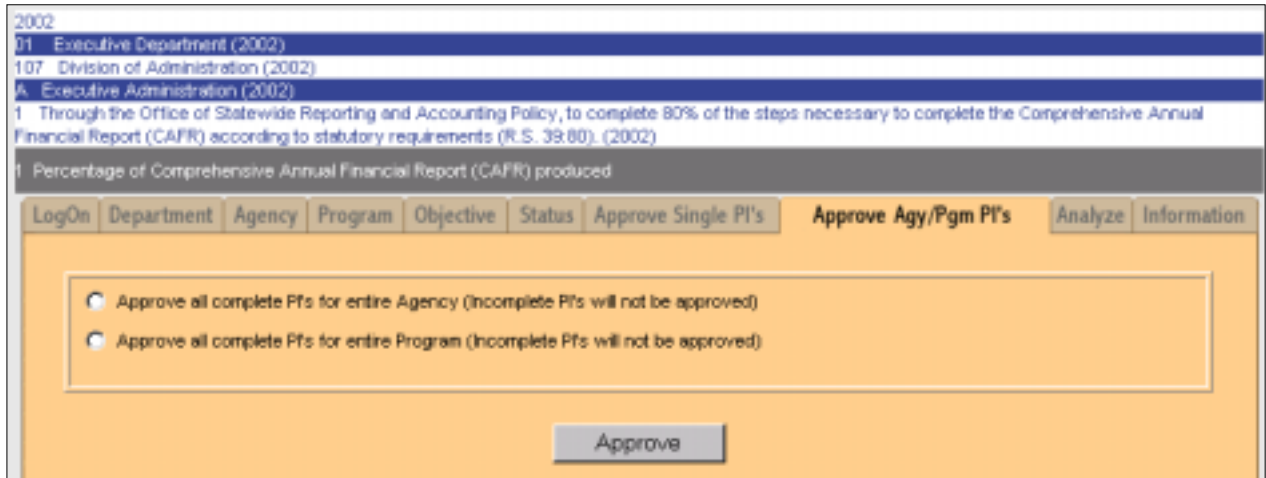 2002
01 Executive Department (2002)
107 Division of Administration (2002)
A Executive Administration (2002)
1 Through the Office of Statewide Reporting and Accounting Policy, to complete 80% of the steps necessary to complete the Comprehensive Annual
Financial Report (CAFR) according to statutory requirements (R.S. 39:80). (2002)
1 Percentage of Comprehensive Annual Financial Report (CAFR) produced
LogOn Department Agency Program Objective Status Approve Single PI's Approve Agy/Pgm PI's Analyze Information
Approve all complete PI's for entire Agency (Incomplete PI's will not be approved)
Approve all complete PI's for entire Program (Incomplete PI's will not be approved)
Approve